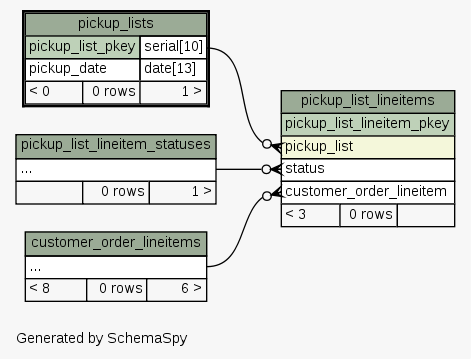 pickup_lists
pickup_list_pkey serial[10]
pickup_date date[13]
< 0 0 rows 1 >
pickup_list_lineitem_statuses
...
0 rows 1 >
customer_order_lineitems
...
< 8 0 rows 6 >
pickup_list_lineitems
pickup_list_lineitem_pkey
pickup_list
status
customer_order_lineitem
< 3 0 rows
Generated by SchemaSpy